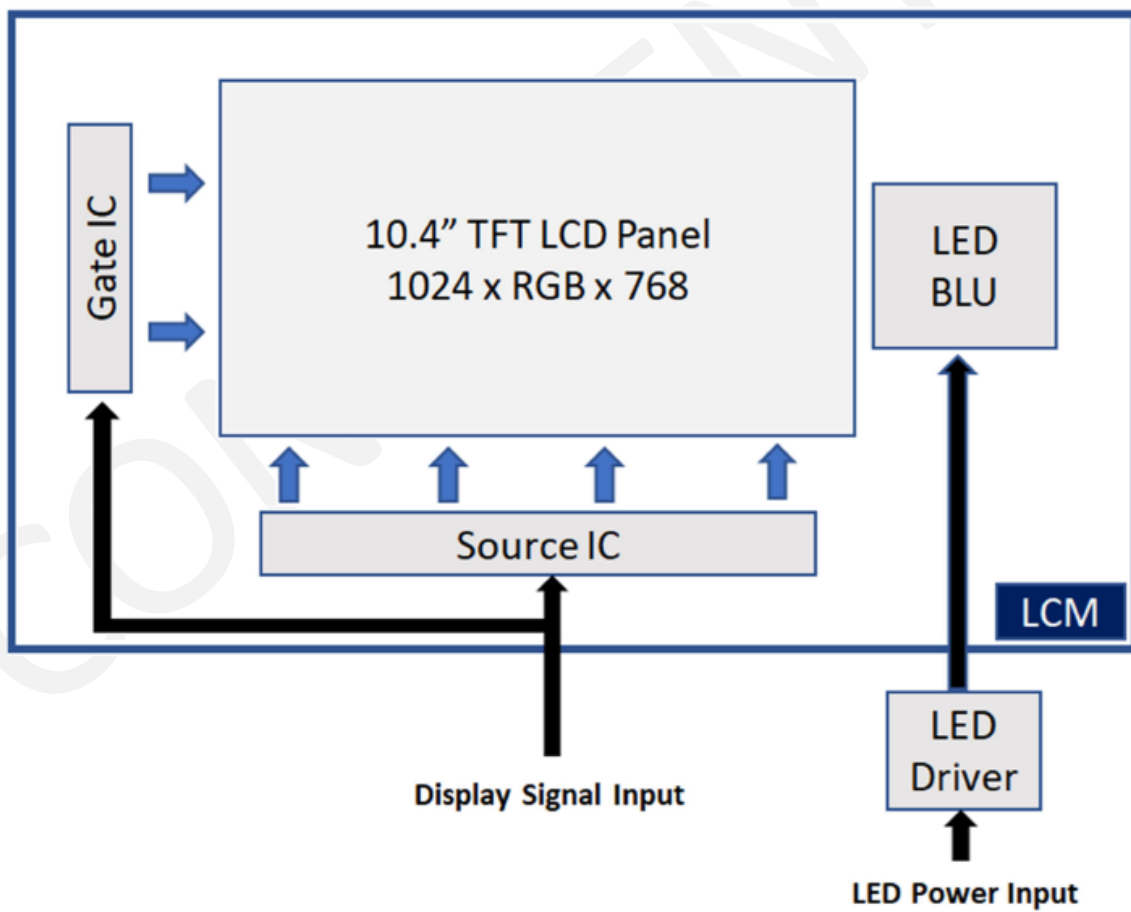 10.4” TFT LCD Panel
1024 x RGB x 768
Gate IC
LED
BLU
Source IC
LCM
LED
Driver
Display Signal Input
LED Power Input